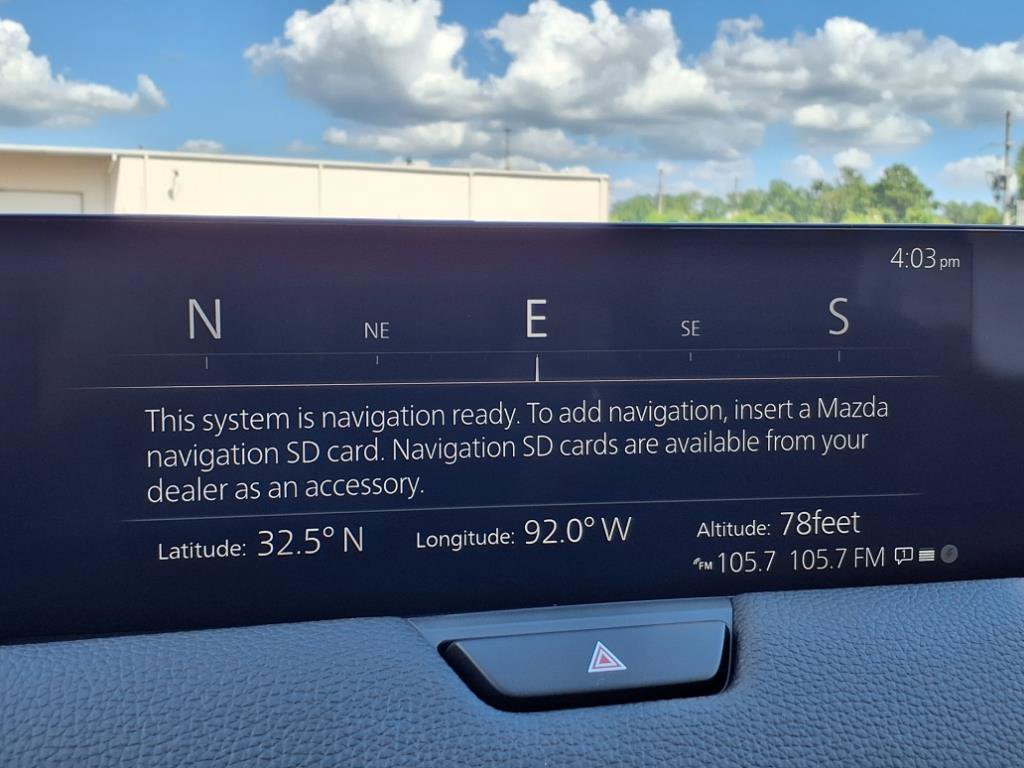 4:03 pm
N NE E SE S
This system is navigation ready. To add navigation, insert a Mazda
navigation SD card. Navigation SD cards are available from your
dealer as an accessory.
Latitude: 32.5° N Longitude: 92.0° W Altitude: 78feet
FM 105.7 105.7 FM 1